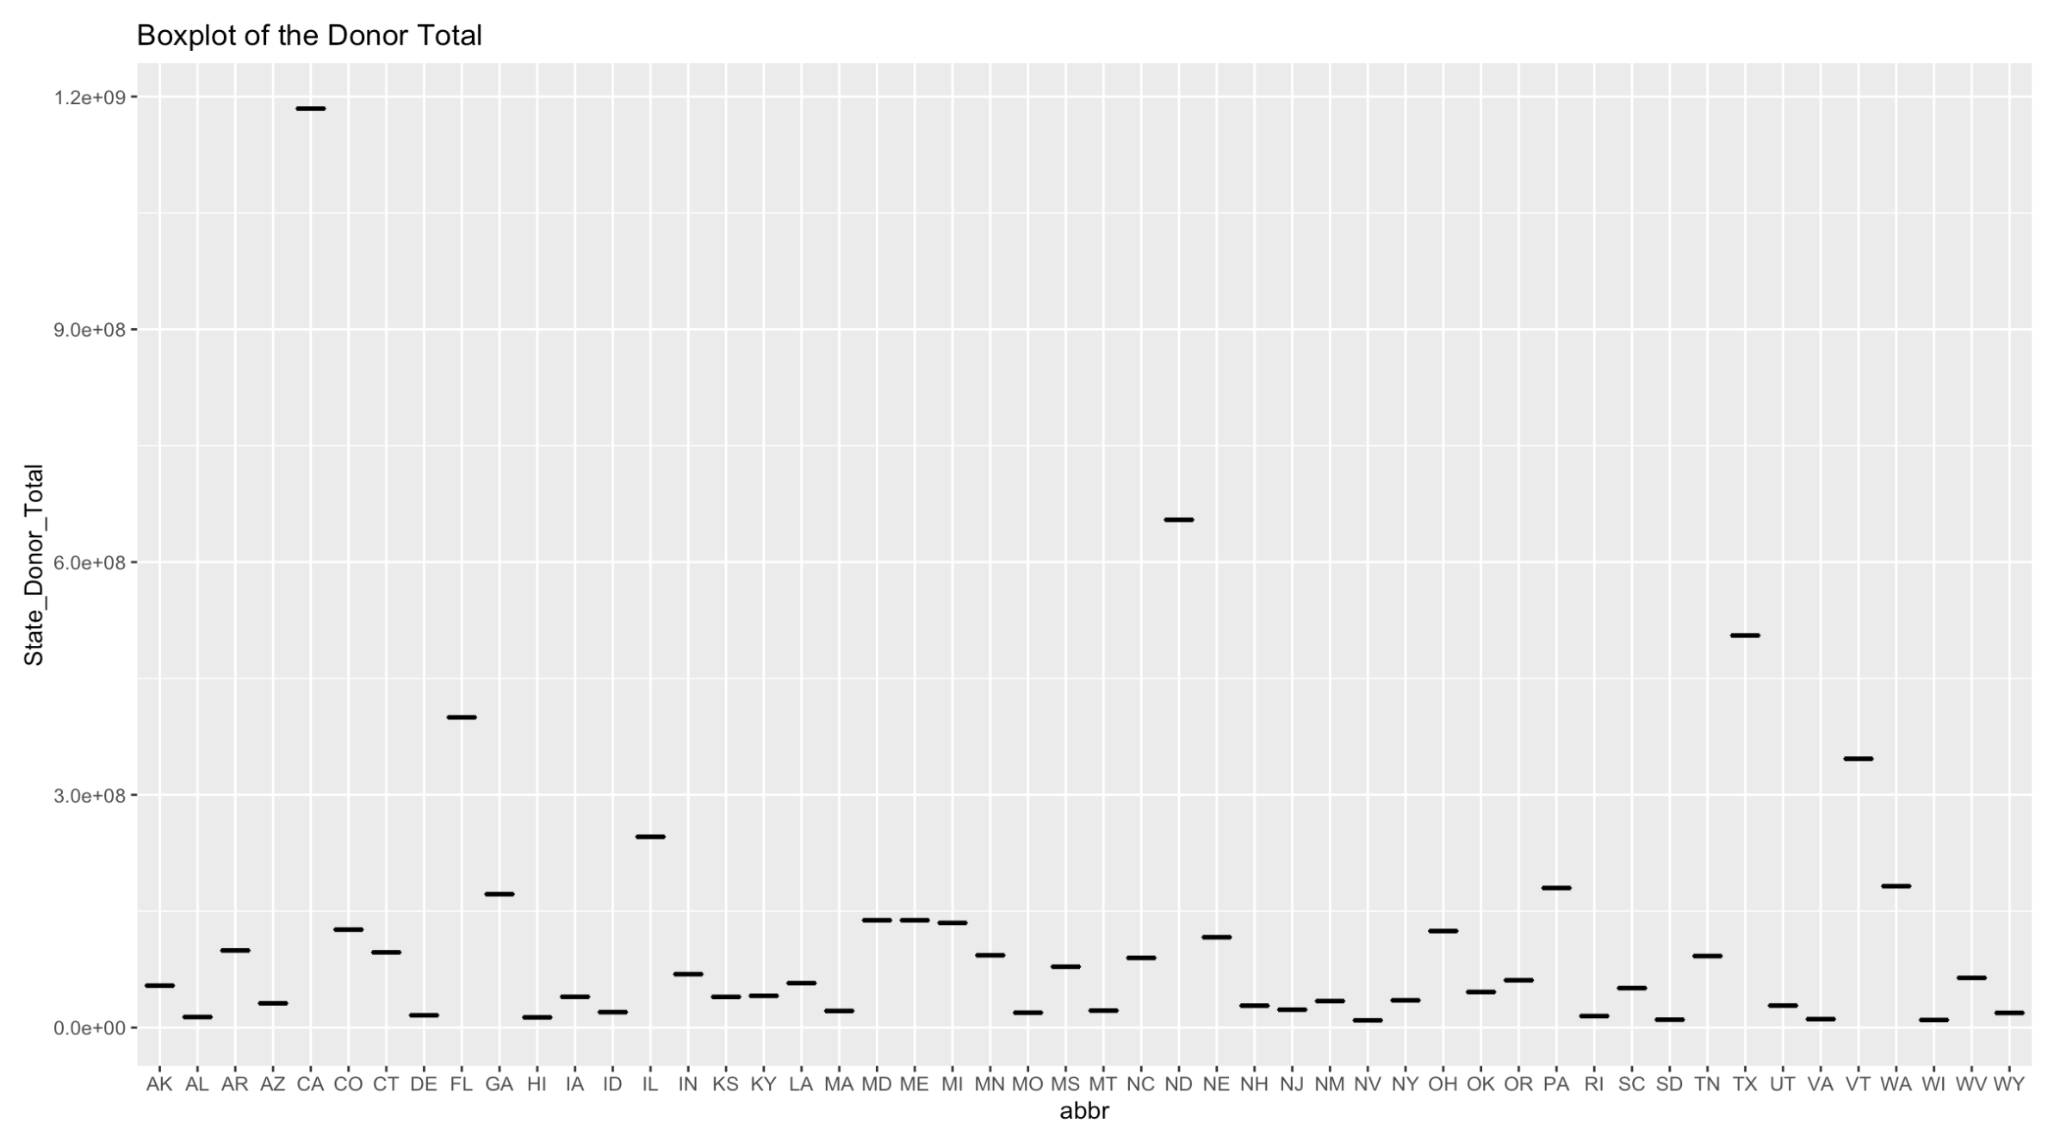 Boxplot of the Donor Total
1.2e+09
9.0e+08
6.0e+08
3.0e+08
0.0e+00
State_Donor_Total
AK AL AR AZ CA CO CT DE FL GA HI IA ID IL IN KS KY LA MA MD ME MI MN MO MS MT NC ND NE NH NJ NM NV NY OH OK OR PA RI SC SD TN TX UT VA VT WA WI WV WY
abbr